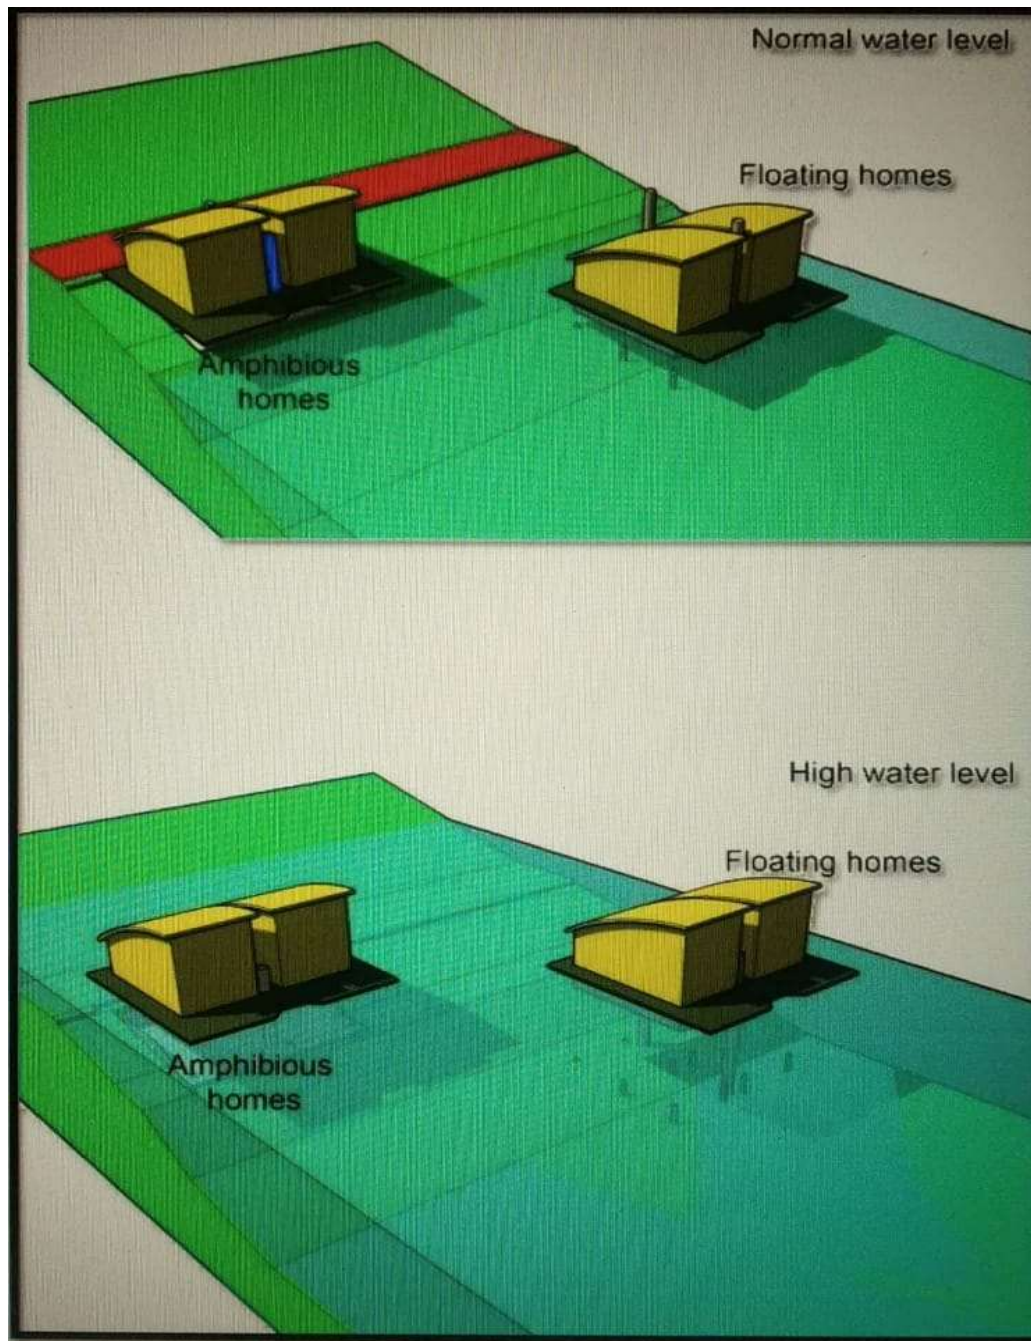 Normal water level
Floating homes
Amphibious
homes
High water level
Floating homes
Amphibious
homes